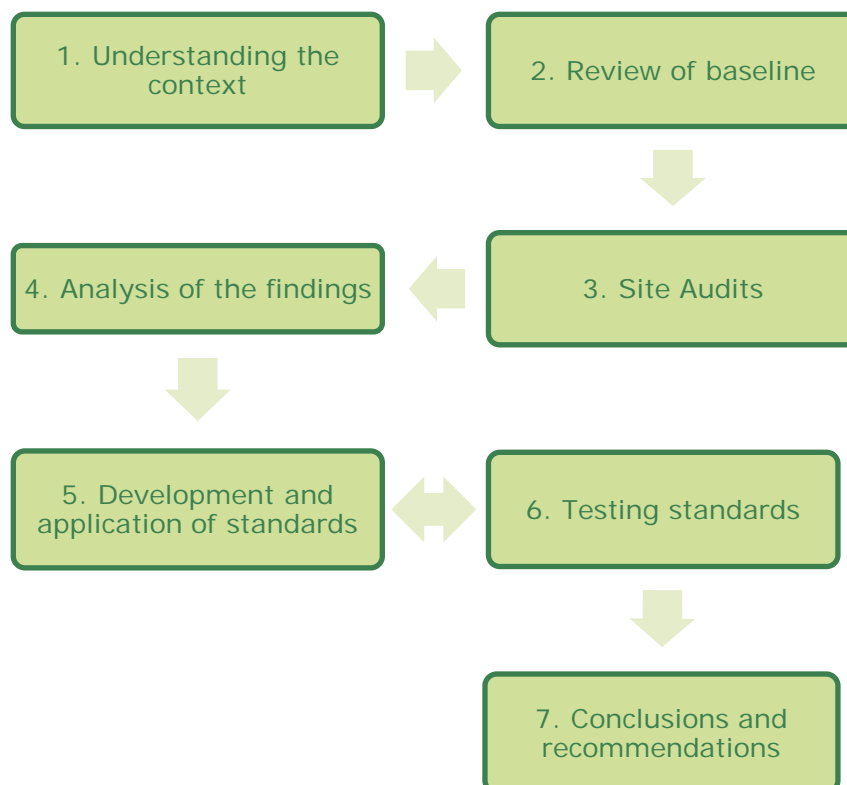 1. Understanding the
context
2. Review of baseline
3. Site Audits
4. Analysis of the findings
5. Development and
application of standards
6. Testing standards
7. Conclusions and
recommendations